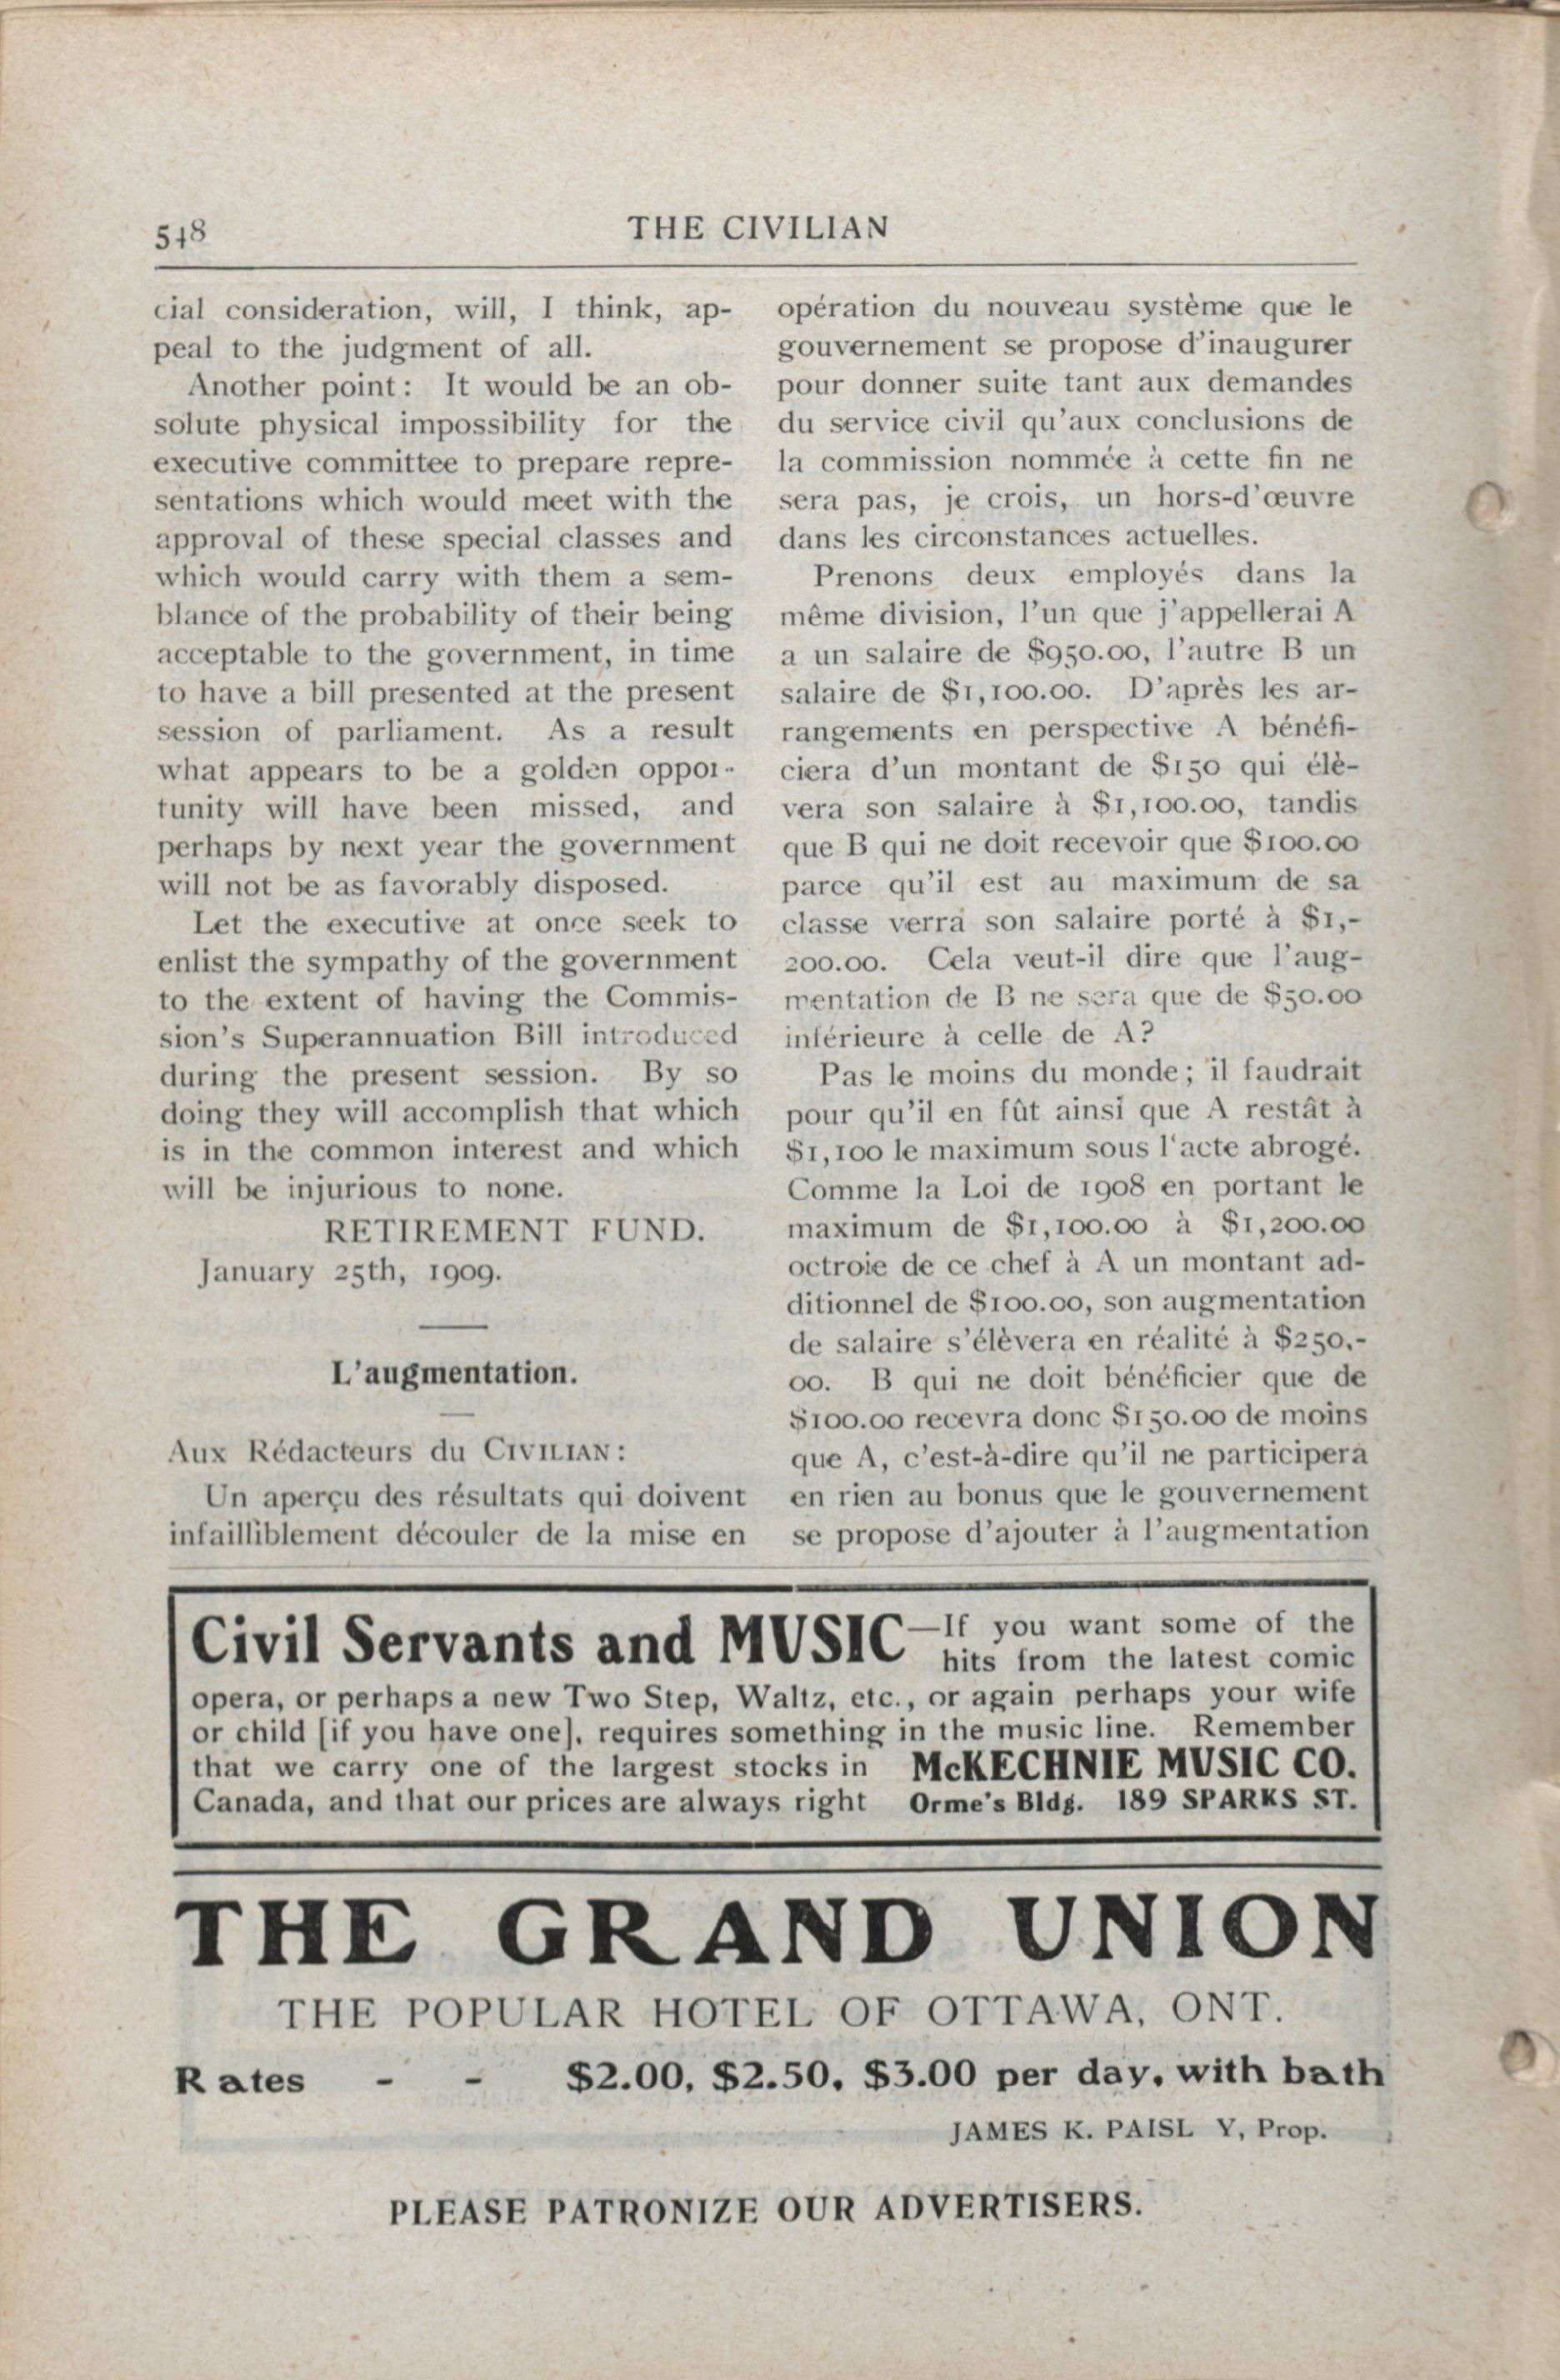 548
THE CIVILIAN
cial consideration, will, I think, ap-
peal to the judgment of all.
Another point: It would be an ob-
solute physical impossibility for the
executive committee to prepare repre-
sentations which would meet with the
approval of these special classes and
which would carry with them a sem-
blance of the probability of their being
acceptable to the government, in time
to have a bill presented at the present
session of parliament. As a result
what appears to be a golden oppor-
tunity will have been missed, and
perhaps by next year the government
will not be as favorably disposed.
Let the executive at once seek to
enlist the sympathy of the government
to the extent of having the Commis-
sion's Superannuation Bill introduced
during the present session. By so
doing they will accomplish that which
is in the common interest and which
will be injurious to none.
RETIREMENT FUND.
January 25th, 1909.
L'augmentation.
Aux Rédacteurs du CIVILIAN:
Un aperçu des résultats qui doivent
infailliblement découler de la mise en
opération du nouveau système que le
gouvernement se propose d'inaugurer
pour donner suite tant aux demandes
du service civil qu'aux conclusions de
la commission nommée à cette fin ne
sera pas, je crois, un hors-d'œuvre
dans les circonstances actuelles.
Prenons deux employés dans la
même division, l'un que j'appellerai A
a un salaire de $950.00, l'autre B un
salaire de $1,100.00. D'après les ar-
rangements en perspective A bénéfi-
ciera d'un montant de $150 qui élè-
vera son salaire à $1,100.00, tandis
que B qui ne doit recevoir que $100.00
parce qu'il est au maximum de sa
classe verra son salaire porté à $1,-
200.00. Cela veut-il dire que l'aug-
mentation de B ne sera que de $50.00
inférieure à celle de A?
Pas le moins du monde; il faudrait
pour qu'il en fût ainsi que A restât à
$1,100 le maximum sous l'acte abrogé.
Comme la Loi de 1908 en portant le
maximum de $1,100.00 à $1,200.00
octroie de ce chef à A un montant ad-
ditionnel de $100.00, son augmentation
de salaire s'élèvera en réalité à $250.-
00. B qui ne doit bénéficier que de
$100.00 recevra donc $150.00 de moins
que A, c'est-à-dire qu'il ne participera
en rien au bonus que le gouvernement
se propose d'ajouter à l'augmentation
Civil Servants and MUSIC—If you want some of the
hits from the latest comic
opera, or perhaps a new Two Step, Waltz, etc., or again perhaps your wife
or child [if you have one], requires something in the music line. Remember
that we carry one of the largest stocks in McKECHNIE MUSIC CO.
Canada, and that our prices are always right Orme's Bldg. 189 SPARKS ST.
THE GRAND UNION
THE POPULAR HOTEL OF OTTAWA, ONT.
Rates - - $2.00, $2.50, $3.00 per day, with bath
JAMES K. PAISL Y, Prop.
PLEASE PATRONIZE OUR ADVERTISERS.